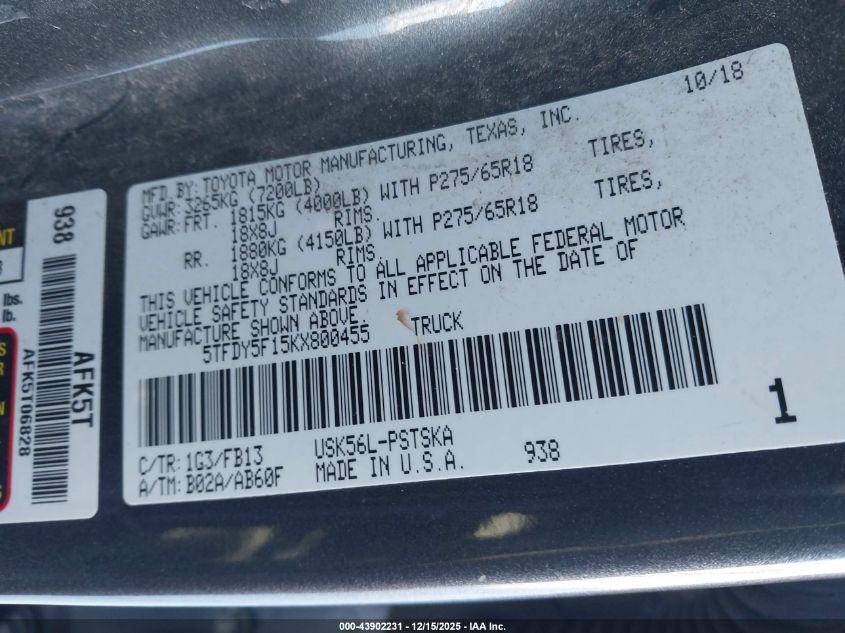 10/18
MFD.BY: TOYOTA MOTOR MANUFACTURING, TEXAS, INC.
GVWR: 3265KG (7200LB)
GAWR: FRT. 1815KG (4000LB) WITH P275/65R18 TIRES,
18X8J RIMS.
RR. 1880KG (4150LB) WITH P275/65R18 TIRES,
18X8J RIMS.
THIS VEHICLE CONFORMS TO ALL APPLICABLE FEDERAL MOTOR
VEHICLE SAFETY STANDARDS IN EFFECT ON THE DATE OF
MANUFACTURE SHOWN ABOVE.
5TFDY5F15KX800455 TRUCK
C/TR: 1G3/FB13 USK56L-PSTSKA
A/TM: B02A/AB60F MADE IN U.S.A. 938
1
938
AFK5T
AFK5T06828
lbs.
lb.
000-43902231 - 12/15/2025 - IAA Inc.